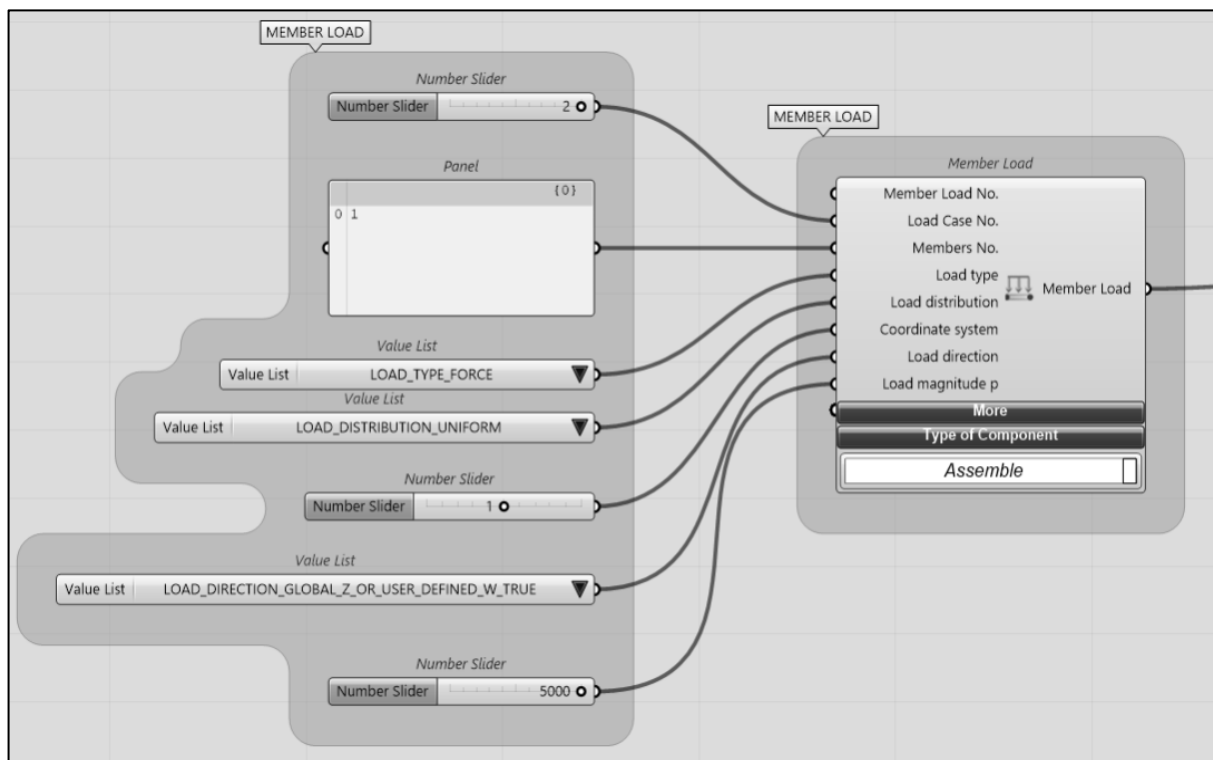 MEMBER LOAD
Number Slider
Number Slider 2
Panel
{0}
0 1
Value List
Value List LOAD_TYPE_FORCE
Value List
Value List LOAD_DISTRIBUTION_UNIFORM
Number Slider
Number Slider 1
Value List
Value List LOAD_DIRECTION_GLOBAL_Z_OR_USER_DEFINED_W_TRUE
Number Slider
Number Slider 5000
MEMBER LOAD
Member Load
Member Load No.
Load Case No.
Members No.
Load type
Load distribution
Coordinate system
Load direction
Load magnitude p
Member Load
More
Type of Component
Assemble